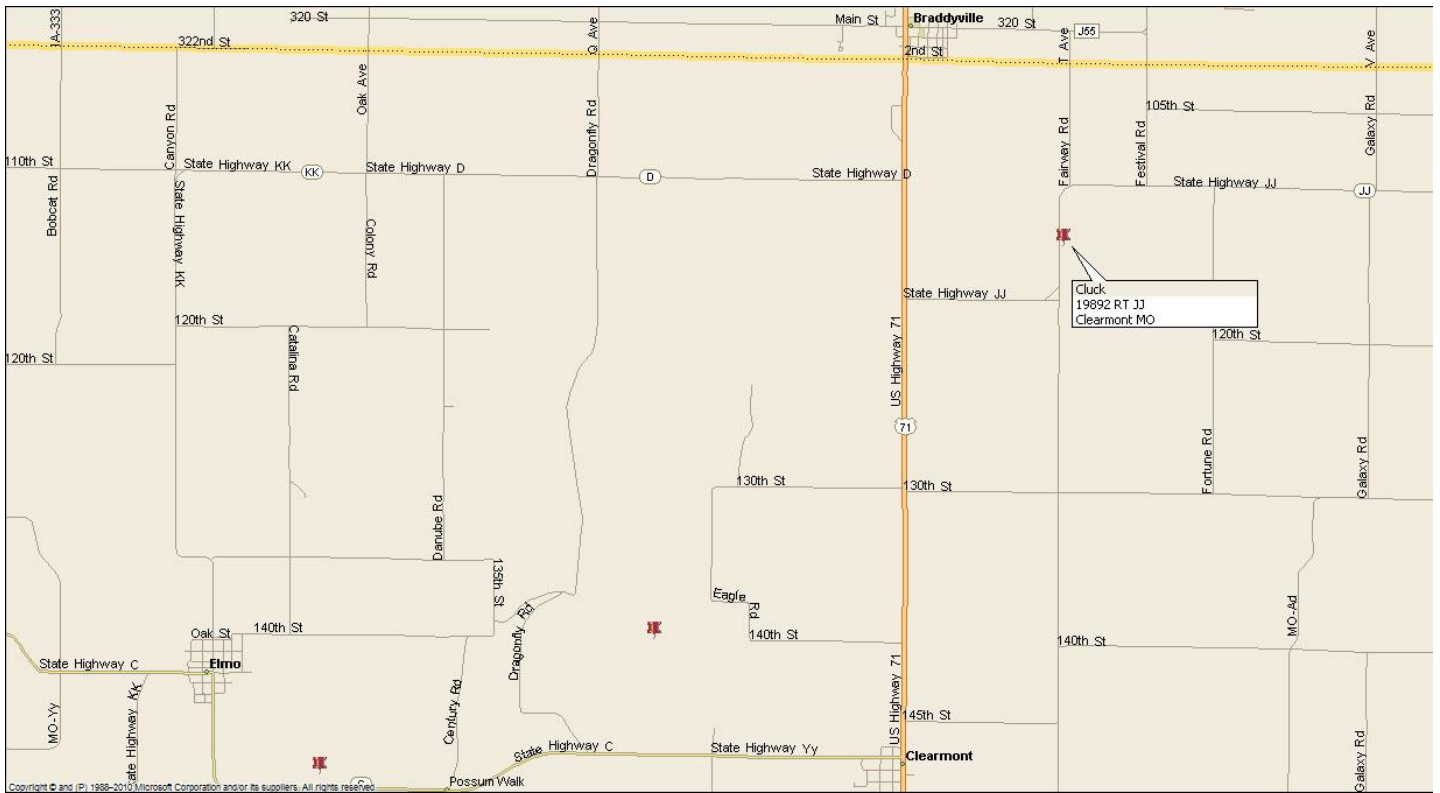 320 St
Main St
Braddyville
320 St
J55
IA-333
322nd St
Q Ave
2nd St
T Ave
V Ave
Oak Ave
Canyon Rd
Dragonfly Rd
105th St
Fairway Rd
Festival Rd
Galaxy Rd
110th St
State Highway KK
KK
State Highway D
D
State Highway D
State Highway JJ
JJ
Bobcat Rd
State Highway KK
Colony Rd
State Highway JJ
Cluck
19892 RT JJ
Clearmont MO
120th St
120th St
Catalina Rd
US Highway 71
120th St
71
130th St
130th St
Fortune Rd
Galaxy Rd
Danube Rd
135th St
Eagle
Rd
MO-Ad
Oak St
140th St
Dragonfly Rd
140th St
140th St
State Highway C
Elmo
US Highway 71
MO-Yy
Century Rd
145th St
State Highway C
State Highway Yy
Clearmont
Galaxy Rd
Possum Walk
Copyright © and (P) 1988–2010 Microsoft Corporation and/or its suppliers. All rights reserved.